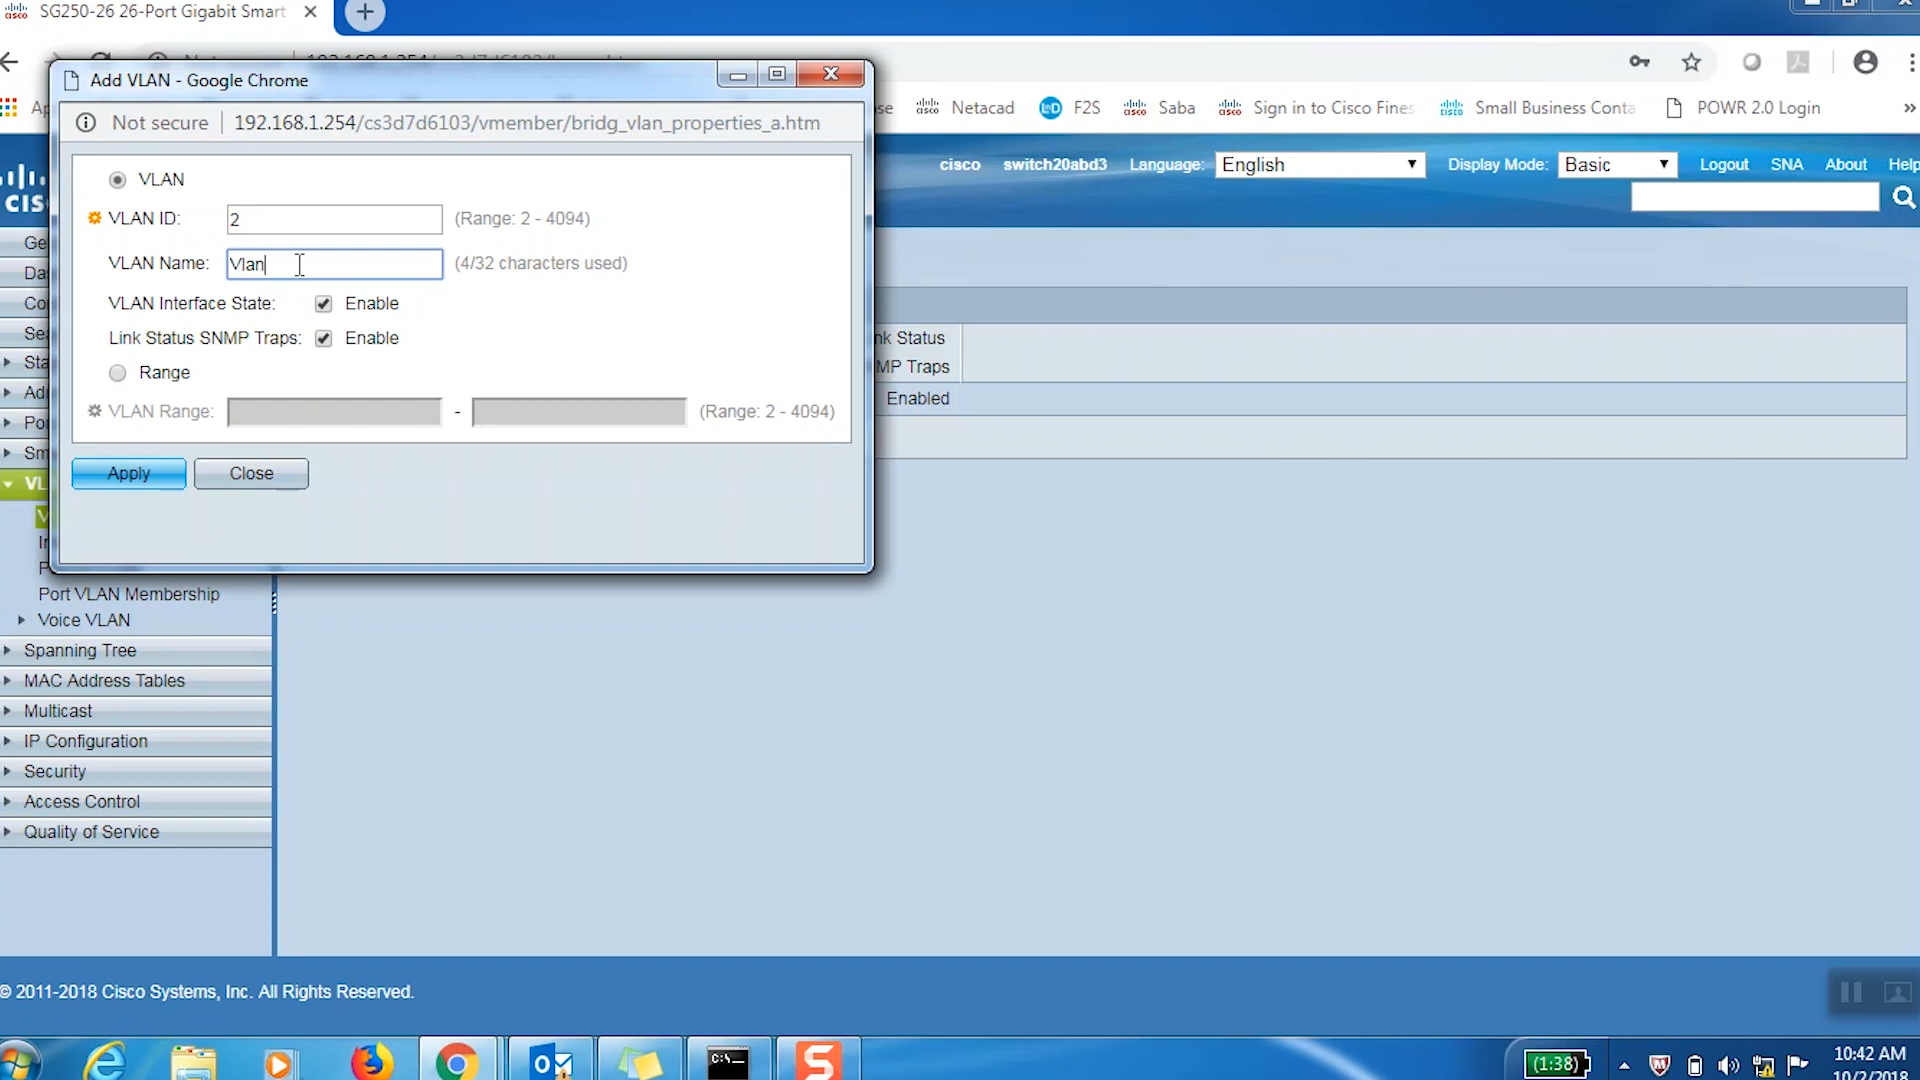 SG250-26 26-Port Gigabit Smart
Add VLAN - Google Chrome
Not secure | 192.168.1.254/cs3d7d6103/vmember/bridg_vlan_properties_a.htm
Netacad F2S Saba Sign in to Cisco Fines Small Business Conta POWR 2.0 Login »
cisco switch20abd3 Language: English Display Mode: Basic Logout SNA About Help
VLAN
VLAN ID: 2 (Range: 2 - 4094)
VLAN Name: Vlan (4/32 characters used)
VLAN Interface State: Enable
Link Status SNMP Traps: Enable
Range
VLAN Range: - (Range: 2 - 4094)
Apply Close
nk Status
MP Traps
Enabled
Port VLAN Membership
Voice VLAN
Spanning Tree
MAC Address Tables
Multicast
IP Configuration
Security
Access Control
Quality of Service
© 2011-2018 Cisco Systems, Inc. All Rights Reserved.
(1:38)
10:42 AM
10/2/2018